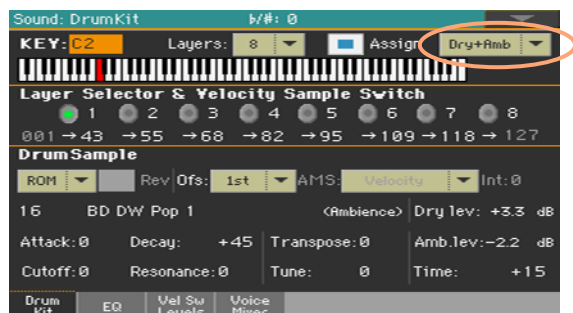 Sound: DrumKit ♭/#: 0
KEY: C2 Layers: 8 Assign Dry+Amb
Layer Selector & Velocity Sample Switch
1 2 3 4 5 6 7 8
001 →43 →55 →68 →82 →95 →109 →118 → 127
DrumSample
ROM Rev Ofs: 1st AMS: Velocity Int:0
16 BD DW Pop 1 (Ambience) Dry lev: +3.3 dB
Attack:0 Decay: +45 Transpose:0 Amb.lev:-2.2 dB
Cutoff:0 Resonance:0 Tune: 0 Time: +15
Drum Kit EQ Vel Sw Levels Voice Mixer